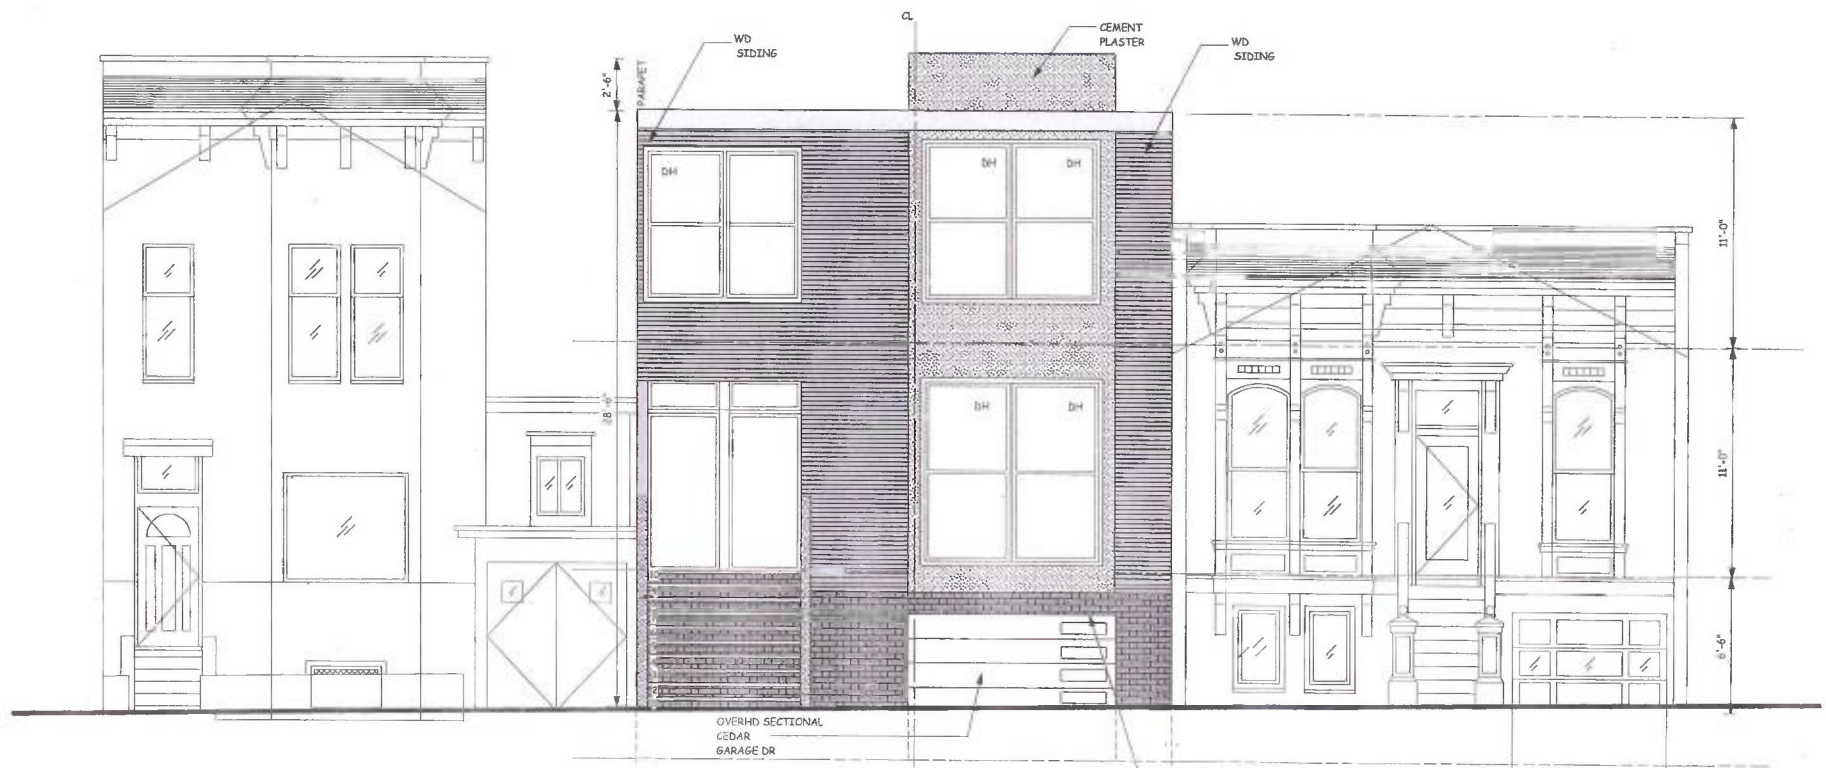 CL
CEMENT
PLASTER
WD
SIDING
WD
SIDING
2'-6"
PARAPET
DH
DH
DH
11'-0"
28'-6"
DH
DH
11'-0"
6'-6"
OVERHD SECTIONAL
CEDAR
GARAGE DR